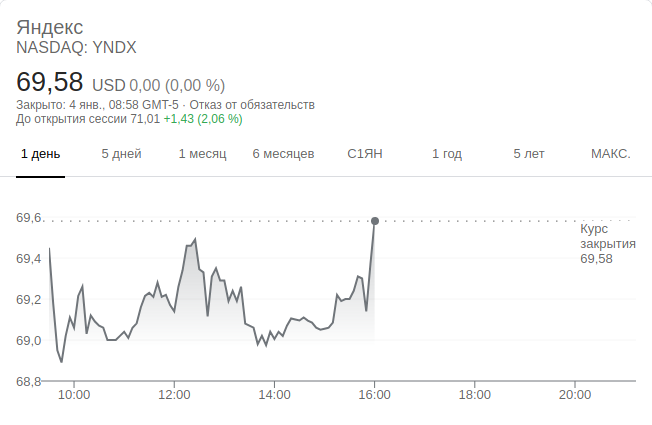 Яндекс
NASDAQ: YNDX
69,58 USD 0,00 (0,00 %)
Закрыто: 4 янв., 08:58 GMT-5 · Отказ от обязательств
До открытия сессии 71,01 +1,43 (2,06 %)
1 день 5 дней 1 месяц 6 месяцев С1ЯН 1 год 5 лет МАКС.
69,6
Курс
закрытия
69,58
69,4
69,2
69,0
68,8
10:00 12:00 14:00 16:00 18:00 20:00